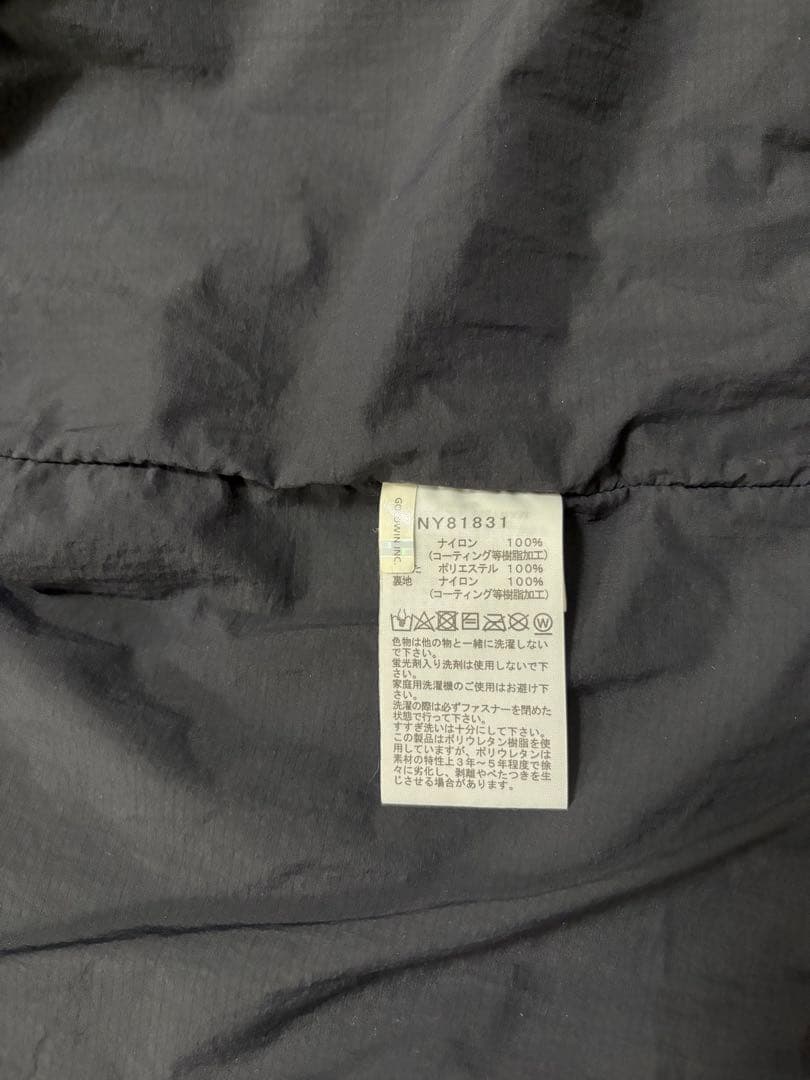 GOLDWIN INC.
NY81831
ナイロン 100%
(コーティング等樹脂加工)
た ポリエステル 100%
裏地 ナイロン 100%
(コーティング等樹脂加工)
色物は他の物と一緒に洗濯しない
で下さい。
蛍光剤入り洗剤は使用しないで下
さい。
家庭用洗濯機のご使用はお避け下
さい。
洗濯の際は必ずファスナーを閉めた
状態で行って下さい。
すすぎ洗いは十分にして下さい。
この製品はポリウレタン樹脂を使
用していますが、ポリウレタンは
素材の特性上3年~5年程度で徐
々に劣化し、剥離やべたつきを生
じさせる場合があります。